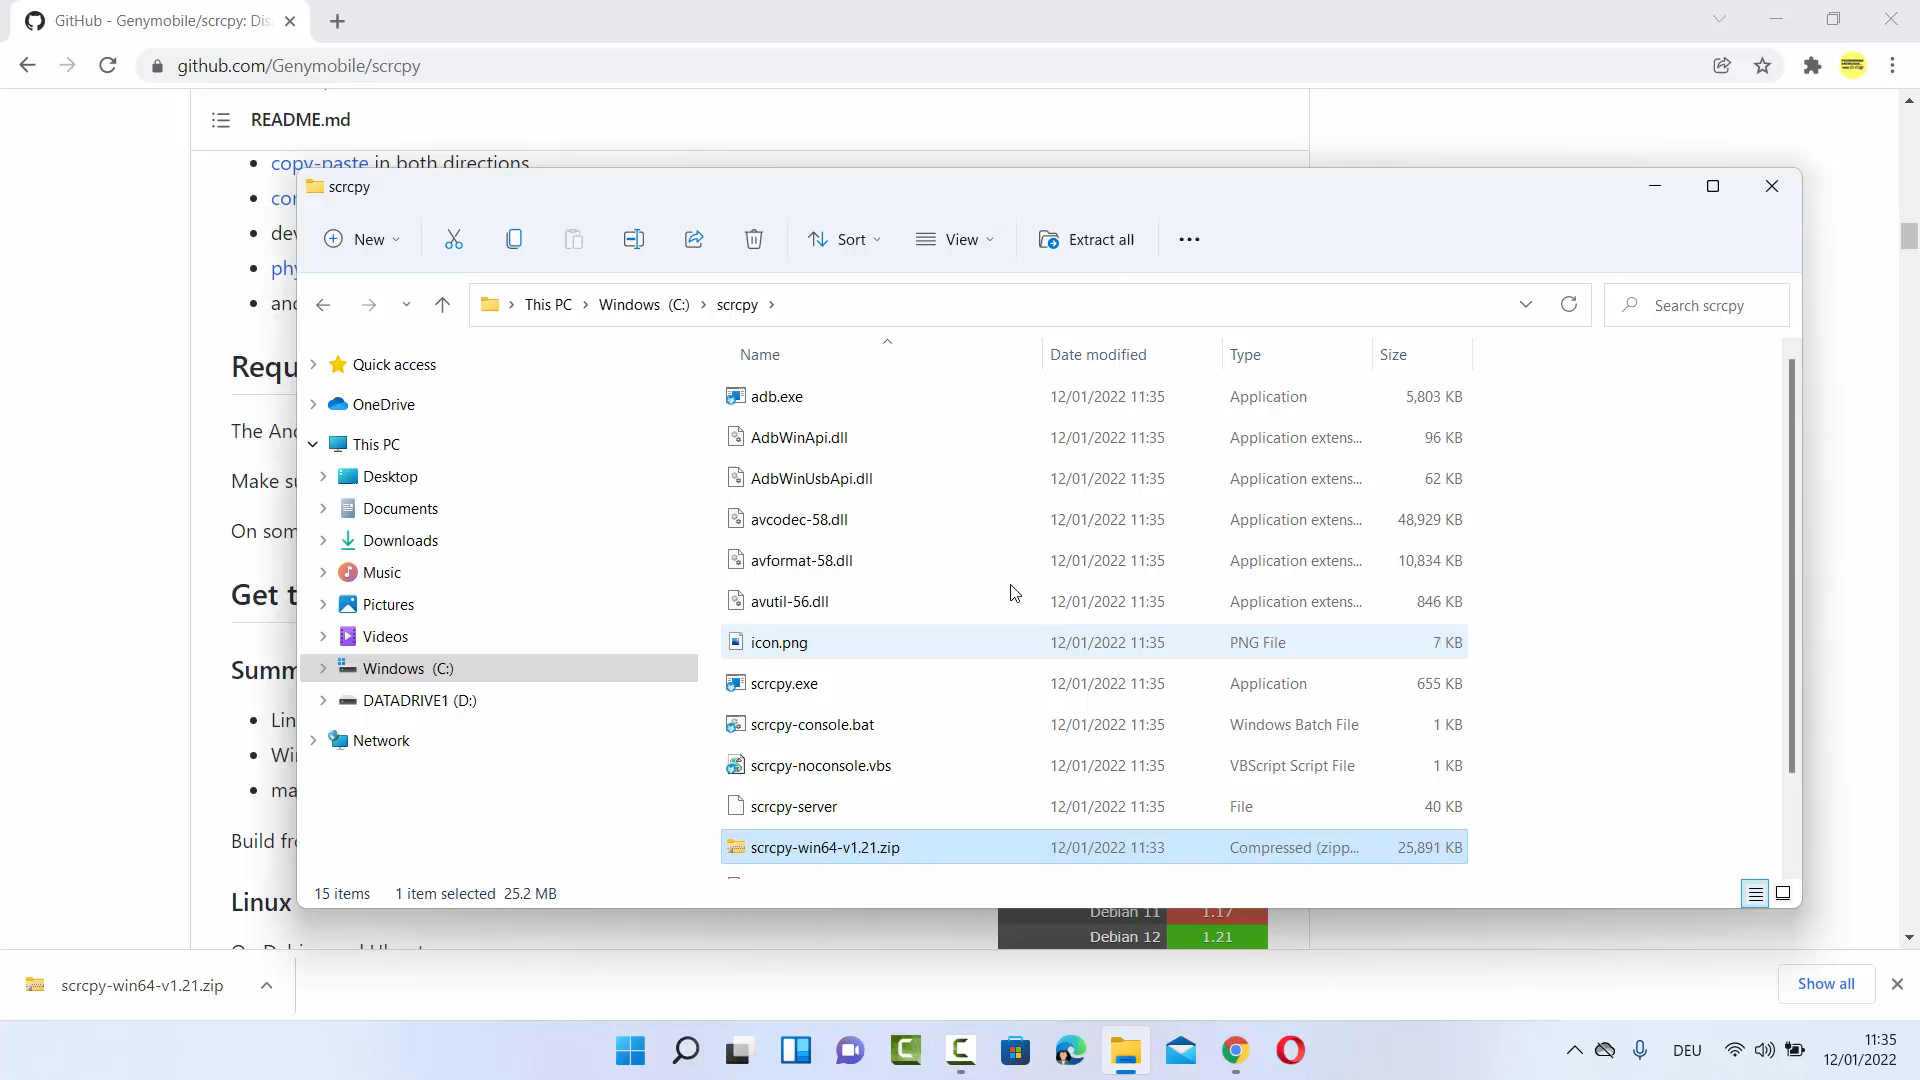 GitHub - Genymobile/scrcpy: Dis
github.com/Genymobile/scrcpy
README.md
copy-paste in both directions
scrcpy
New
Sort
View
Extract all
This PC > Windows (C:) > scrcpy >
Search scrcpy
Requ
The And
Make su
On som
Get t
Summ
Lin
Win
ma
Build fro
Linux
Quick access
OneDrive
This PC
Desktop
Documents
Downloads
Music
Pictures
Videos
Windows (C:)
DATADRIVE1 (D:)
Network
Name Date modified Type Size
adb.exe 12/01/2022 11:35 Application 5,803 KB
AdbWinApi.dll 12/01/2022 11:35 Application extens... 96 KB
AdbWinUsbApi.dll 12/01/2022 11:35 Application extens... 62 KB
avcodec-58.dll 12/01/2022 11:35 Application extens... 48,929 KB
avformat-58.dll 12/01/2022 11:35 Application extens... 10,834 KB
avutil-56.dll 12/01/2022 11:35 Application extens... 846 KB
icon.png 12/01/2022 11:35 PNG File 7 KB
scrcpy.exe 12/01/2022 11:35 Application 655 KB
scrcpy-console.bat 12/01/2022 11:35 Windows Batch File 1 KB
scrcpy-noconsole.vbs 12/01/2022 11:35 VBScript Script File 1 KB
scrcpy-server 12/01/2022 11:35 File 40 KB
scrcpy-win64-v1.21.zip 12/01/2022 11:33 Compressed (zipp... 25,891 KB
15 items 1 item selected 25.2 MB
Debian 11 1.17
Debian 12 1.21
scrcpy-win64-v1.21.zip
Show all
DEU
11:35
12/01/2022